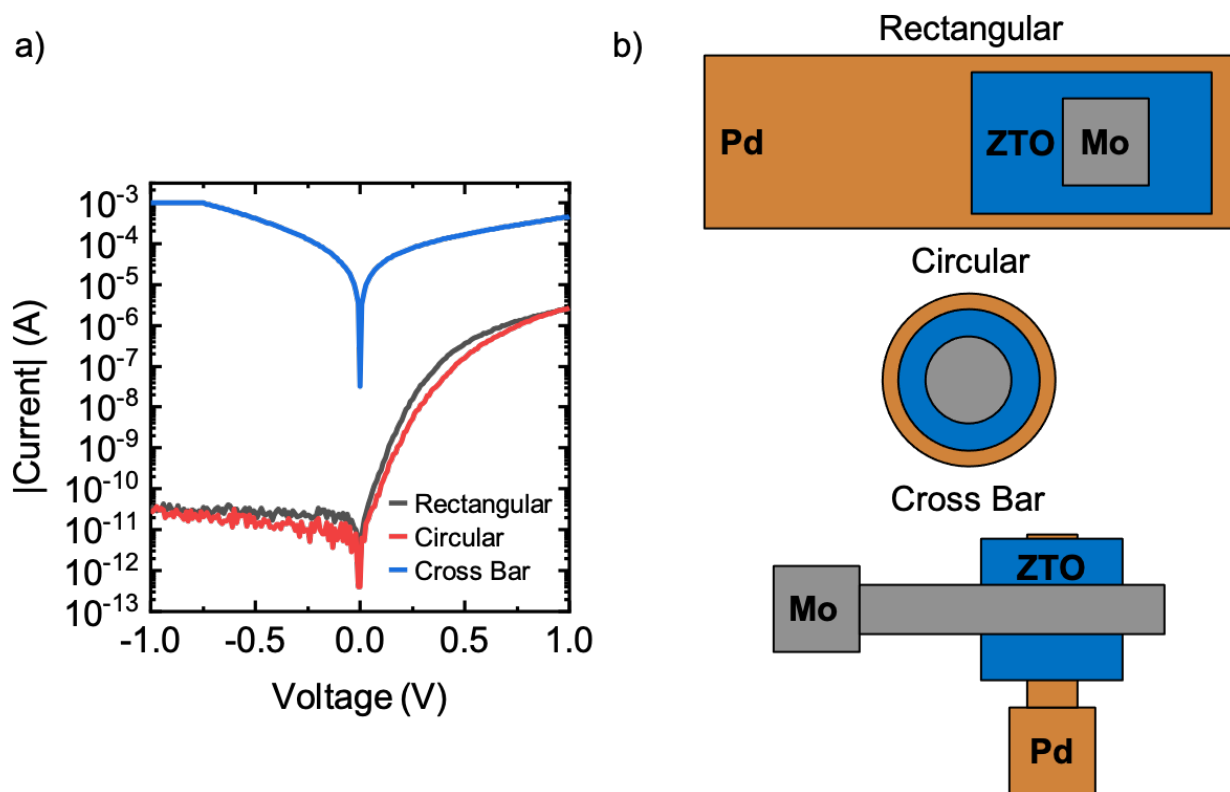 a)
|Current| (A)
10-3
10-4
10-5
10-6
10-7
10-8
10-9
10-10
10-11
10-12
10-13
Rectangular
Circular
Cross Bar
-1.0 -0.5 0.0 0.5 1.0
Voltage (V)
b)
Rectangular
Pd ZTO Mo
Circular
Cross Bar
ZTO
Mo
Pd